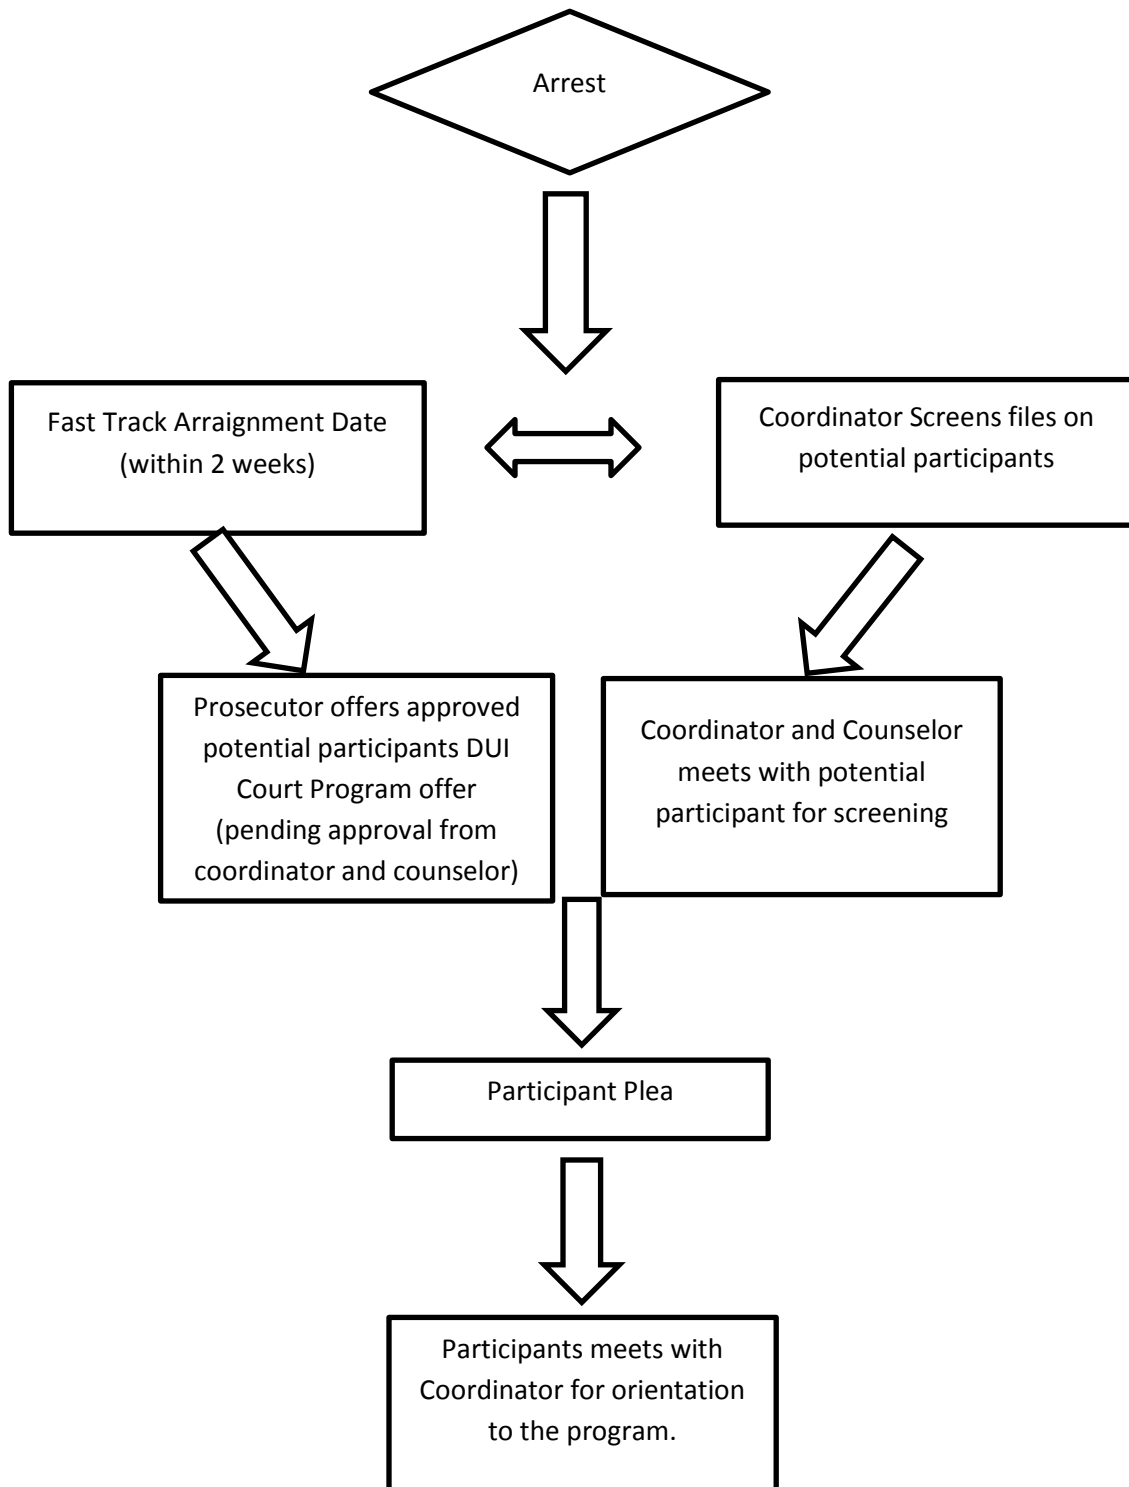 Arrest
Fast Track Arraignment Date
(within 2 weeks)
Coordinator Screens files on
potential participants
Prosecutor offers approved
potential participants DUI
Court Program offer
(pending approval from
coordinator and counselor)
Coordinator and Counselor
meets with potential
participant for screening
Participant Plea
Participants meets with
Coordinator for orientation
to the program.